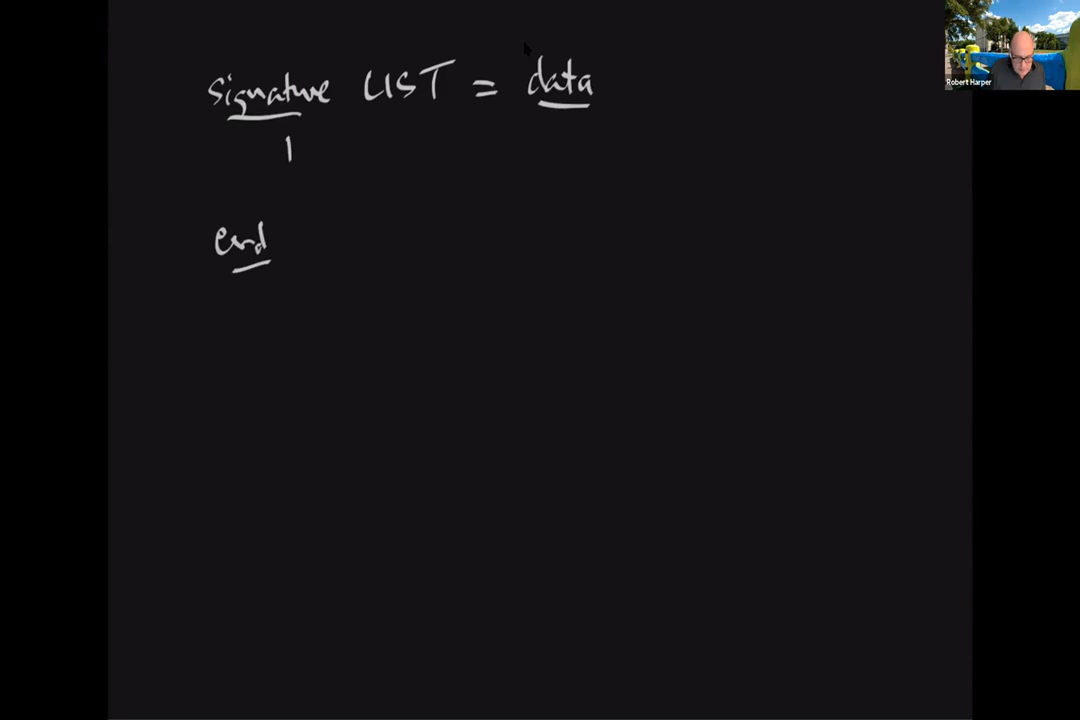 signature LIST = data
end
Robert Harper